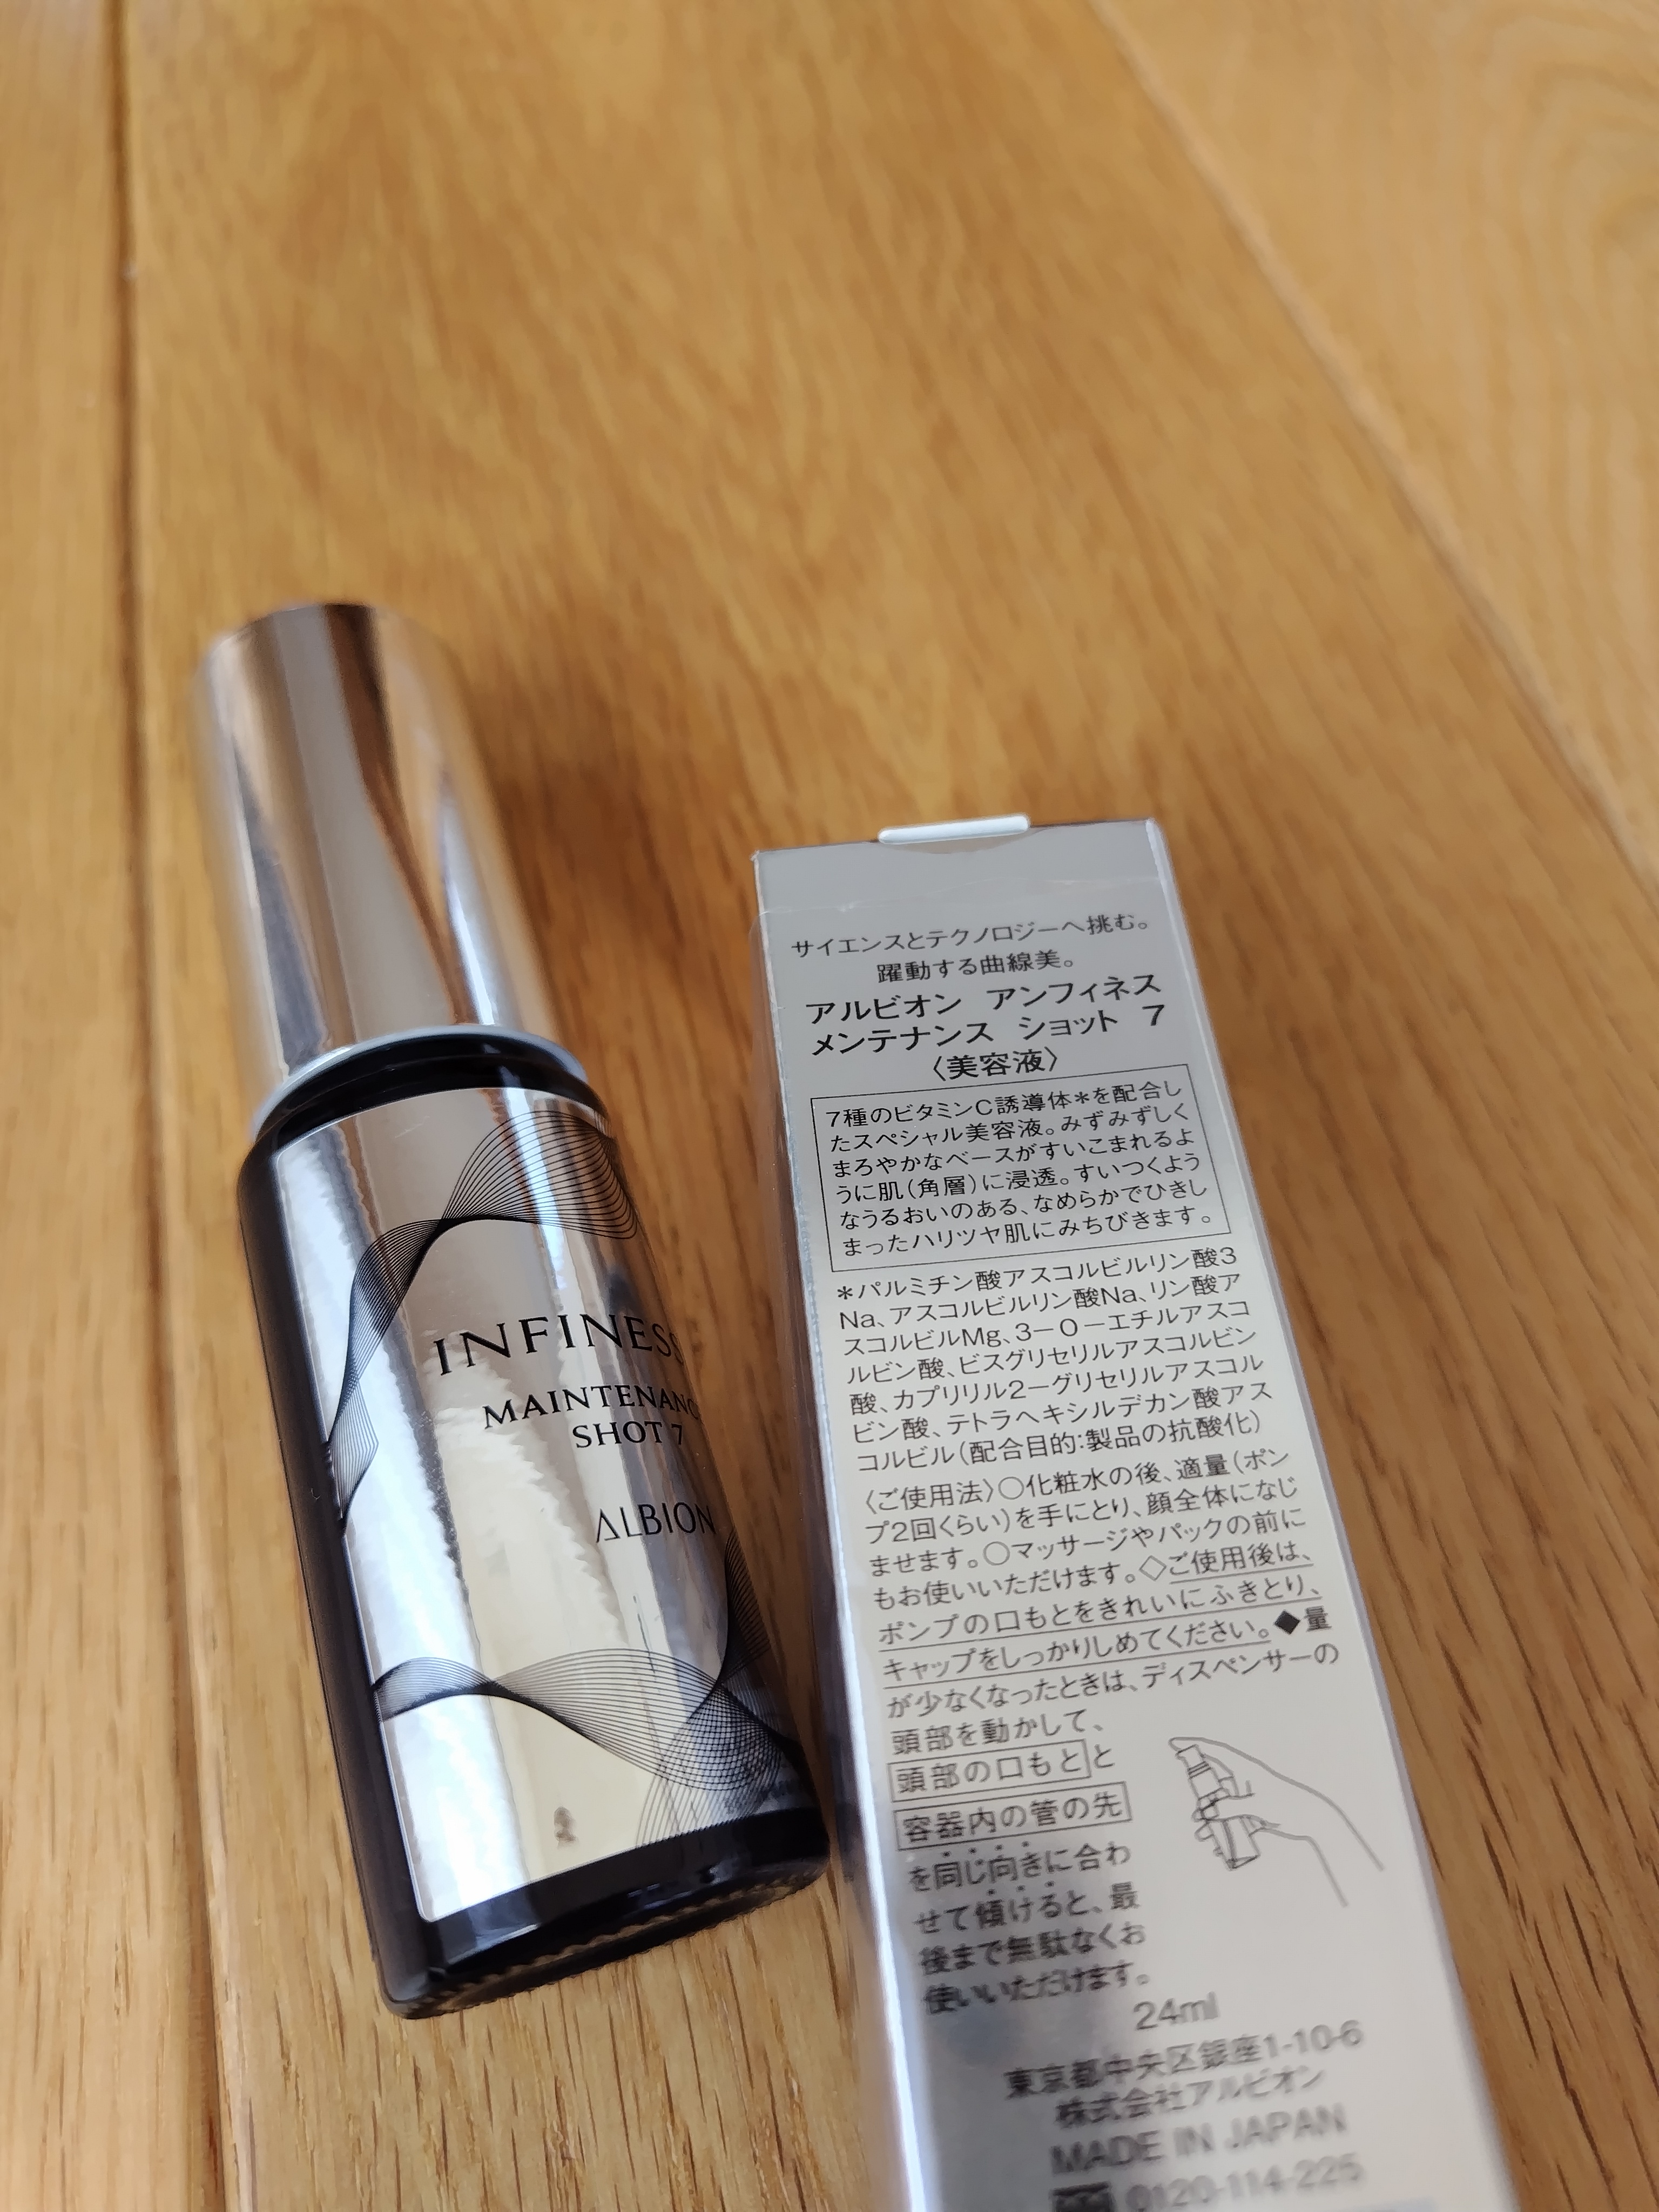 INFINESS
MAINTENANC
SHOT 7
ALBION
サイエンスとテクノロジーへ挑む。
躍動する曲線美。
アルビオン アンフィネス
メンテナンス ショット 7
〈美容液〉
7種のビタミンC誘導体*を配合し
たスペシャル美容液。みずみずしく
まろやかなベースがすいこまれるよ
うに肌(角層)に浸透。すいつくよう
なうるおいのある、なめらかでひきし
まったハリツヤ肌にみちびきます。
*パルミチン酸アスコルビルリン酸3
Na、アスコルビルリン酸Na、リン酸ア
スコルビルMg、3-O-エチルアスコ
ルビン酸、ビスグリセリルアスコルビン
酸、カプリリル2-グリセリルアスコル
ビン酸、テトラヘキシルデカン酸アス
コルビル(配合目的:製品の抗酸化)
〈ご使用法〉○化粧水の後、適量(ポン
プ2回くらい)を手にとり、顔全体になじ
ませます。○マッサージやパックの前に
もお使いいただけます。◇ご使用後は、
ポンプの口もとをきれいにふきとり、
キャップをしっかりしめてください。◆量
が少なくなったときは、ディスペンサーの
頭部を動かして、
頭部の口もとと
容器内の管の先
を同じ向きに合わ
せて傾けると、最
後まで無駄なくお
使いいただけます。
24ml
東京都中央区銀座1-10-6
株式会社アルビオン
MADE IN JAPAN
0120-114-225